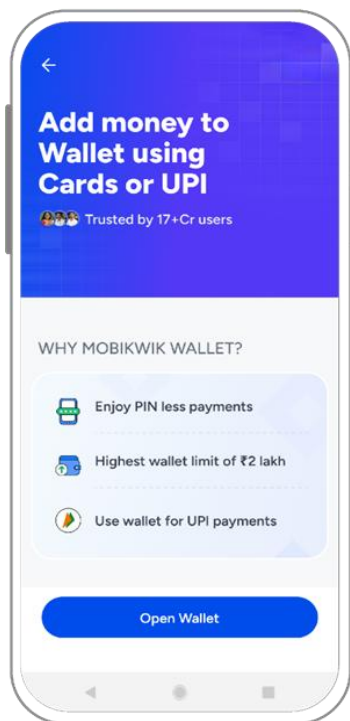 Add money to
Wallet using
Cards or UPI
Trusted by 17+Cr users
WHY MOBIKWIK WALLET?
Enjoy PIN less payments
Highest wallet limit of ₹2 lakh
Use wallet for UPI payments
Open Wallet